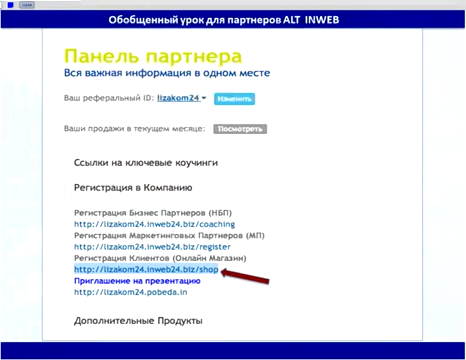 Обобщенный урок для партнеров ALT INWEB
Панель партнера
Вся важная информация в одном месте
Ваш реферальный ID: lizakom24 Изменить
Ваши продажи в текущем месяце: Посмотреть
Ссылки на ключевые коучинги
Регистрация в Компанию
Регистрация Бизнес Партнеров (НБП)
http://lizakom24.inweb24.biz/coaching
Регистрация Маркетинговых Партнеров (МП)
http://lizakom24.inweb24.biz/register
Регистрация Клиентов (Онлайн Магазин)
http://lizakom24.inweb24.biz/shop
Приглашение на презентацию
http://lizakom24.pobeda.in
Дополнительные Продукты